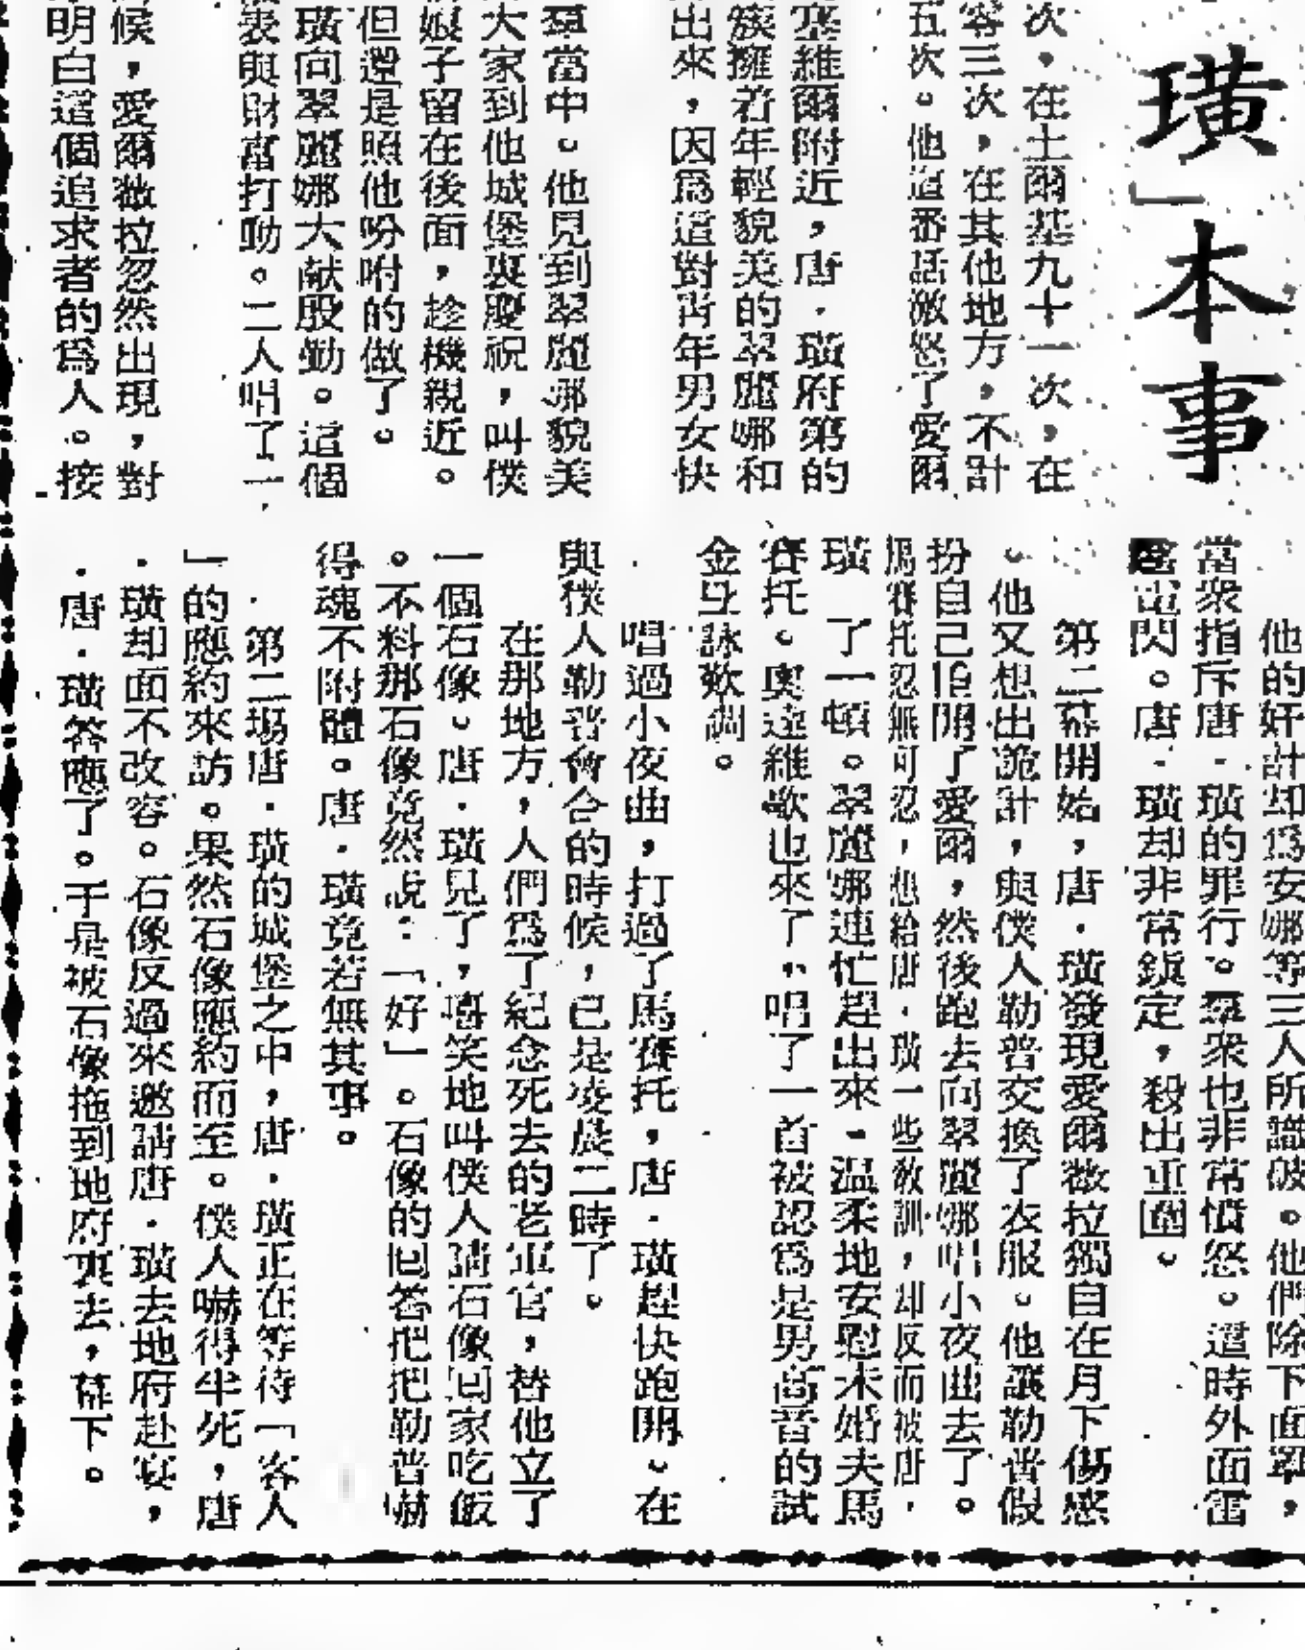 璜」本事
次，在土爾基九十一次，在
零三次，在其他地方，不計
五次。他這番話激怒了愛爾
塞維爾附近，唐．璜府第的
簇擁着年輕貌美的翠麗娜和
出來，因爲這對靑年男女快
羣當中。他見到翠麗娜貌美
大家到他城堡裏慶祝，叫僕
娘子留在後面，趁機親近。
但還是照他吩咐的做了。
璜向翠麗娜大献殷勤。這個
表與財富打動。二人唱了一
候，愛爾薇拉忽然出現，對
明白這個追求者的爲人。接
他的奸計却爲安娜等三人所識破。他們除下面罩，
當衆指斥唐．璜的罪行。羣衆也非常憤怒。這時外面雷
電閃。唐．璜却非常鎮定，殺出重圍。
第二幕開始，唐．璜發現愛爾薇拉獨自在月下傷感
。他又想出詭計，與僕人勒普交換了衣服。他讓勒普假
扮自己開了愛爾，然後跑去向翠麗娜唱小夜曲去了。
馬賽托忍無可忍，想給唐．璜一些敎訓，却反而被唐．
璜　了一頓。翠麗娜連忙趕出來．温柔地安慰未婚夫馬
賽托。奧達維歌也來了，唱了一首被認爲是男高音的試
金詠歎調。
唱過小夜曲，打過了馬賽托，唐．璜趕快跑開。在
與僕人勒普會合的時候，已是凌晨二時了。
在那地方，人們爲了紀念死去的老軍官，替他立了
一個石像。唐．璜見了，嘻笑地叫僕人請石像回家吃飯
。不料那石像竟然說：「好」。石像的回答把把勒普嚇
得魂不附體。唐．璜竟若無其事。
第二塲唐．璜的城堡之中，唐．璜正在等待「客人
」的應約來訪。果然石像應約而至。僕人嚇得半死，唐
．璜却面不改容。石像反過來邀請唐．璜去地府赴宴，
．唐．璜答應了。于是被石像拖到地府裏去，幕下。